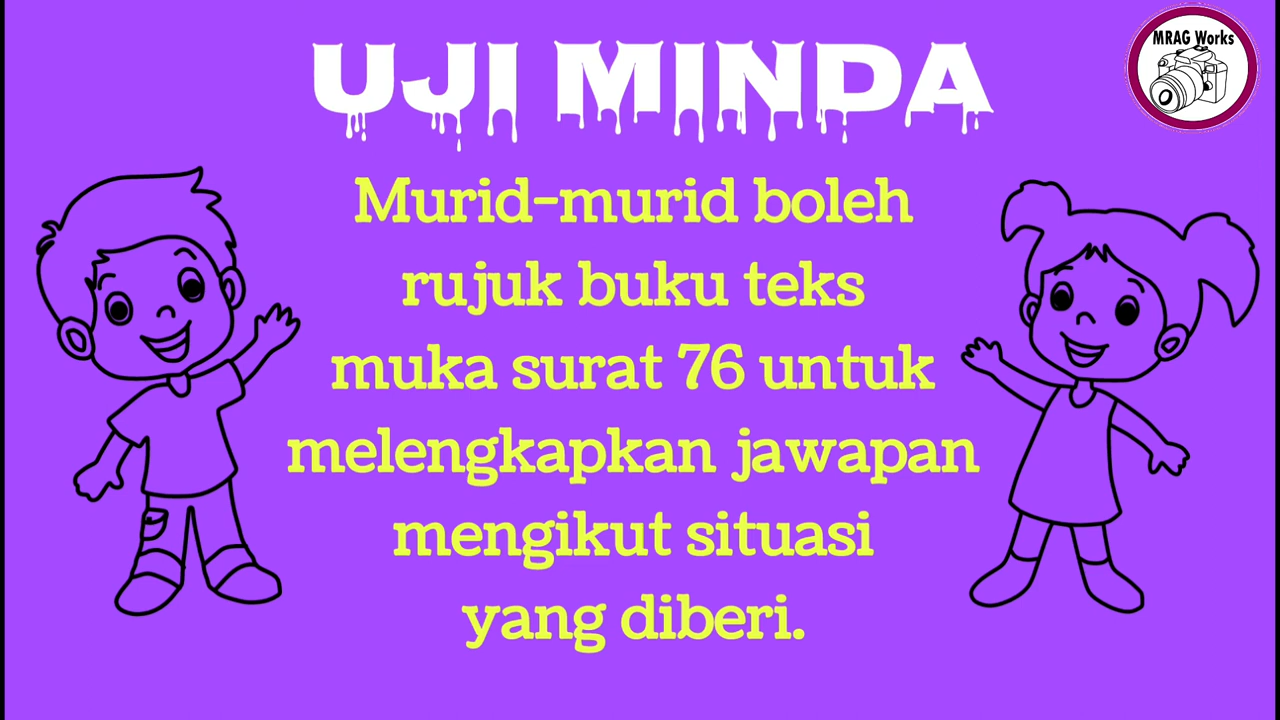 MRAG Works
UJI MINDA
Murid-murid boleh
rujuk buku teks
muka surat 76 untuk
melengkapkan jawapan
mengikut situasi
yang diberi.